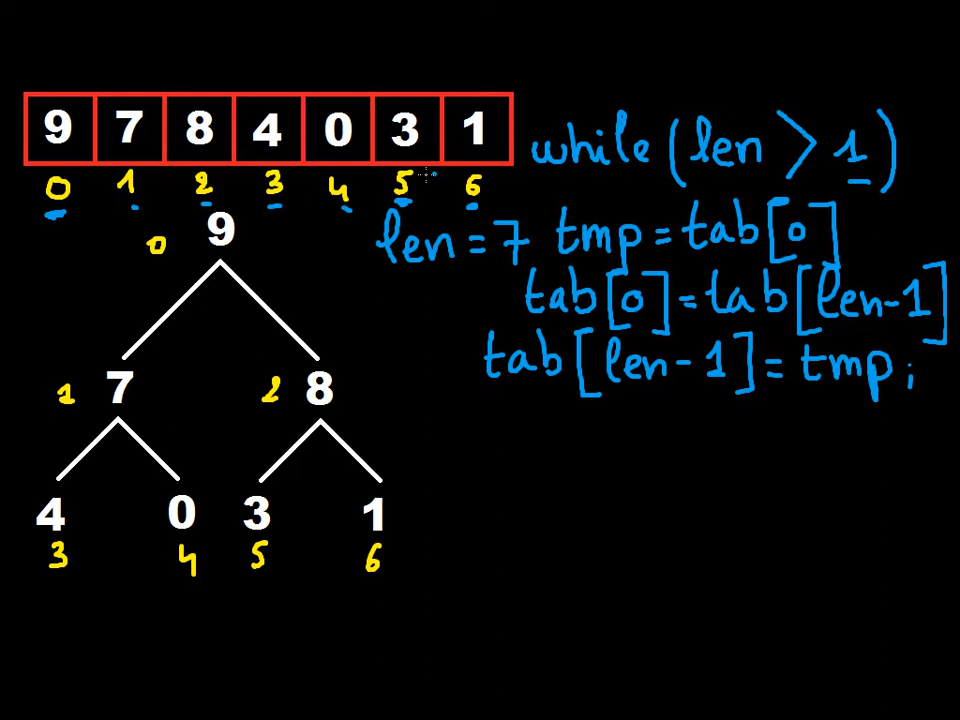 9 7 8 4 0 3 1
0 1 2 3 4 5 6
while (len > 1)
len = 7 tmp = tab[0]
tab[0] = tab[len-1]
tab[len-1] = tmp;
0 9
1 7 2 8
4 0 3 1
3 4 5 6